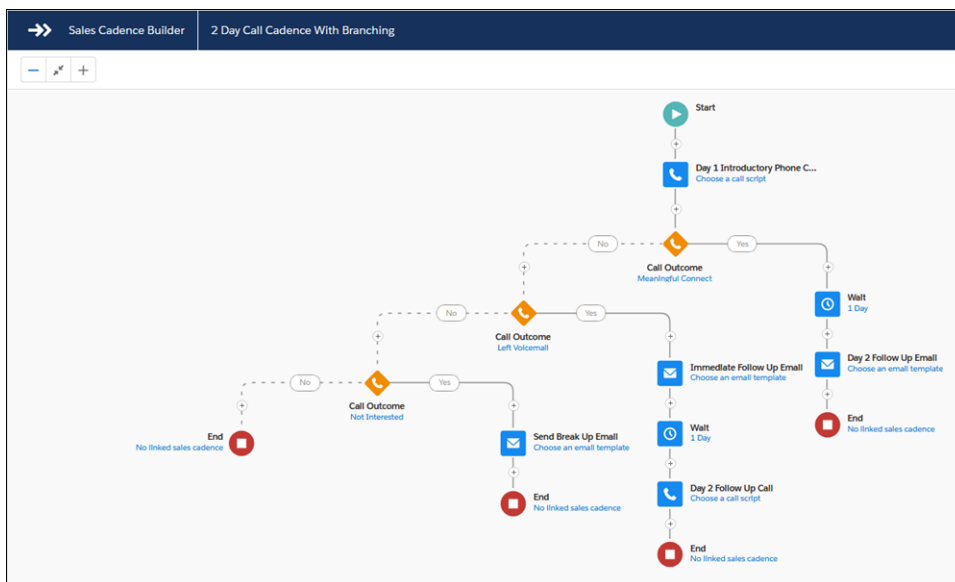 Sales Cadence Builder
2 Day Call Cadence With Branching
Start
Day 1 Introductory Phone C...
Choose a call script
No
Yes
Call Outcome
Meaningful Connect
Wait
1 Day
No
Yes
Call Outcome
Left Voicemail
Day 2 Follow Up Email
Choose an email template
Immediate Follow Up Email
Choose an email template
No
Yes
Call Outcome
Not Interested
End
No linked sales cadence
Wait
1 Day
End
No linked sales cadence
Send Break Up Email
Choose an email template
Day 2 Follow Up Call
Choose a call script
End
No linked sales cadence
End
No linked sales cadence